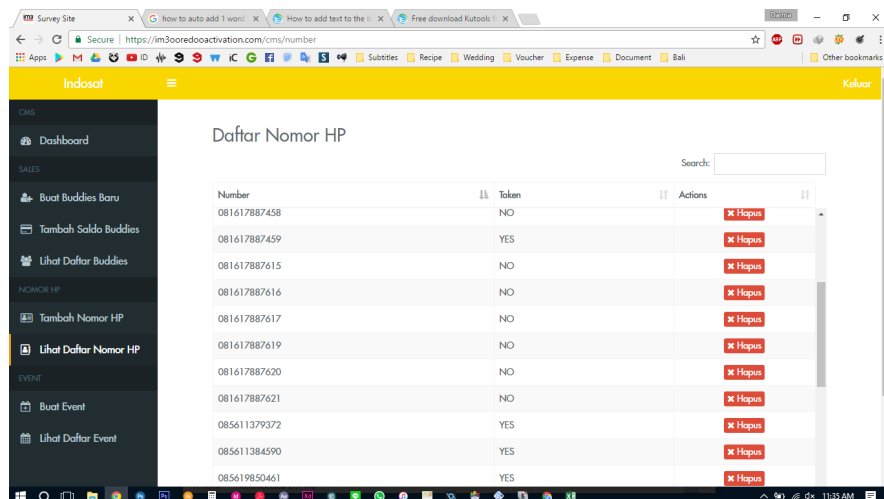 im3 Survey Site
G how to auto add 1 word
How to add text to the b
Free download Kutools f
Darma
Secure | https://im3ooredooactivation.com/cms/number
Apps
ID
iC
Subtitles
Recipe
Wedding
Voucher
Expense
Document
Bali
Other bookmarks
Indosat
Keluar
CMS
Dashboard
SALES
Buat Buddies Baru
Tambah Saldo Buddies
Lihat Daftar Buddies
NOMOR HP
Tambah Nomor HP
Lihat Daftar Nomor HP
EVENT
Buat Event
Lihat Daftar Event
Daftar Nomor HP
Search:
Number Taken Actions
081617887458 NO Hapus
081617887459 YES Hapus
081617887615 NO Hapus
081617887616 NO Hapus
081617887617 NO Hapus
081617887619 NO Hapus
081617887620 NO Hapus
081617887621 NO Hapus
085611379372 YES Hapus
085611384590 YES Hapus
085619850461 YES Hapus
11:35 AM